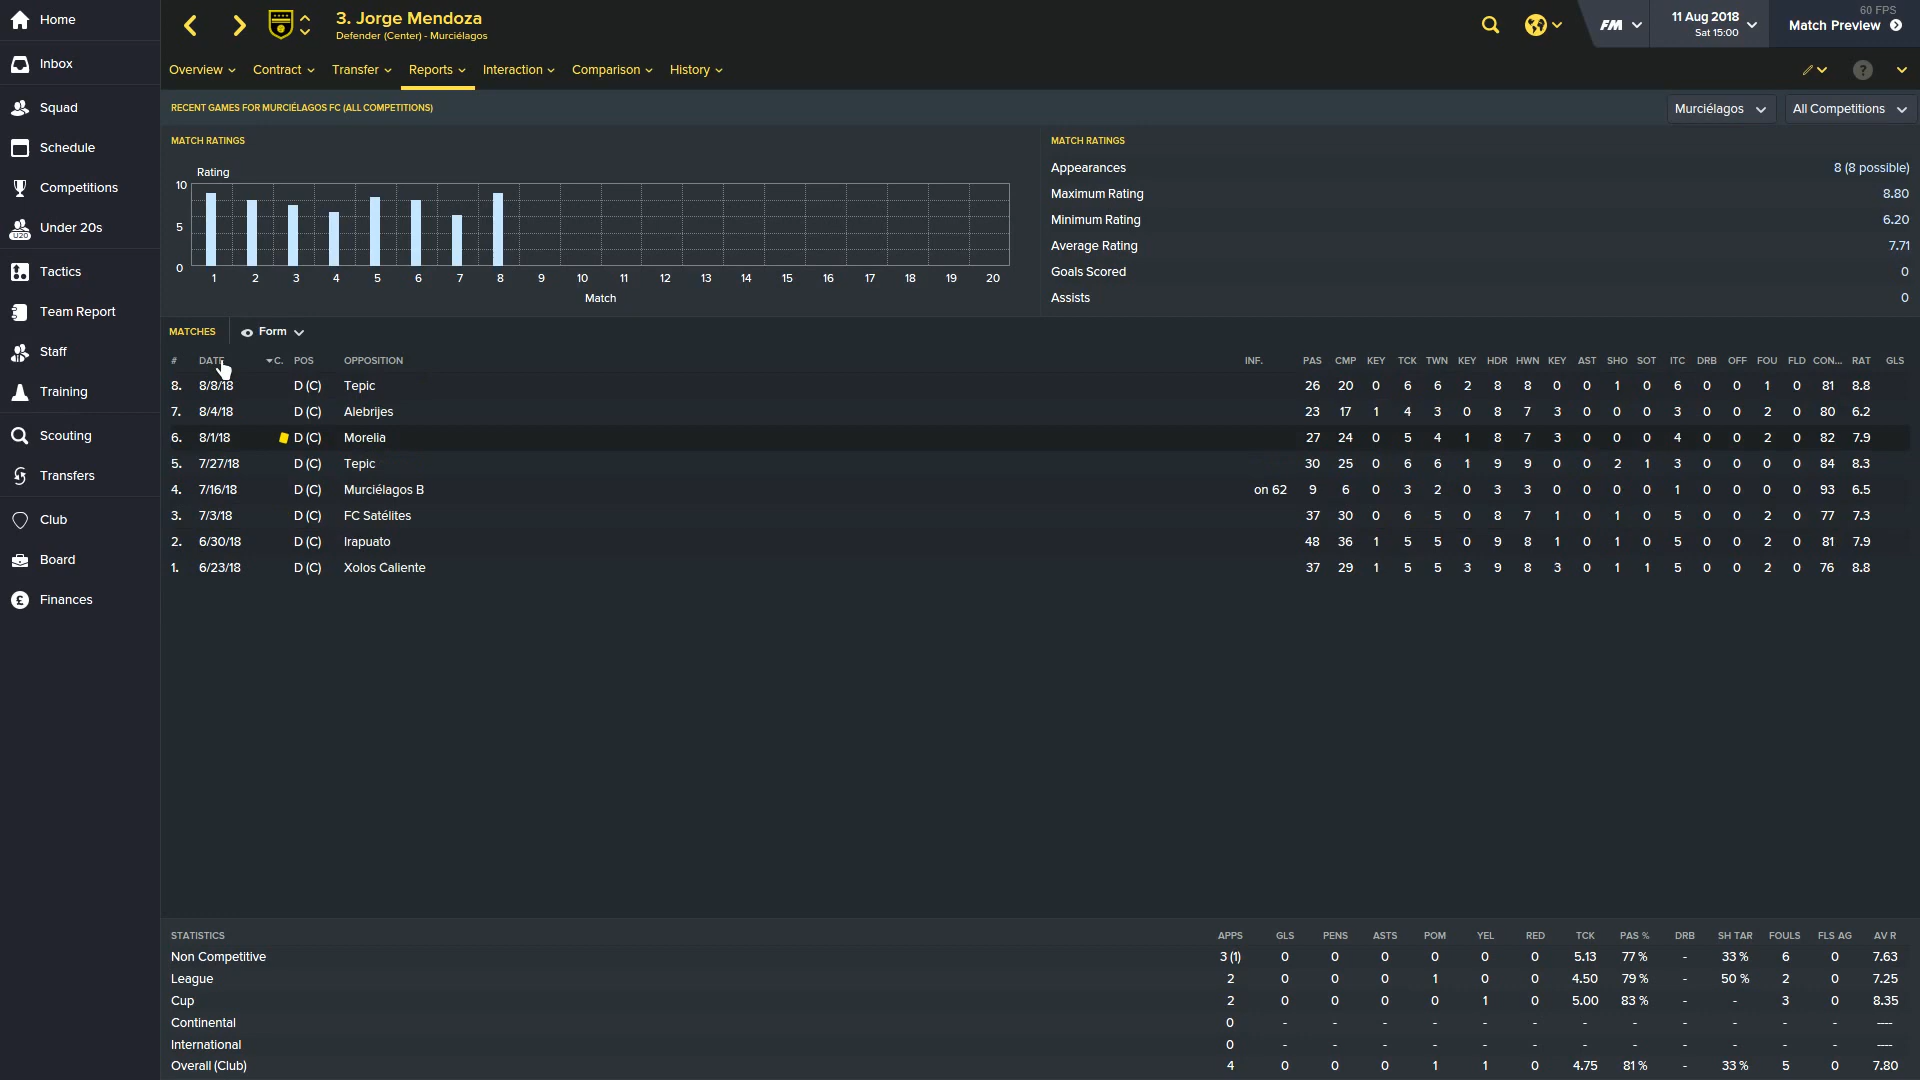 Home
Inbox
Squad
Schedule
Competitions
U20
Under 20s
Tactics
Team Report
Staff
Training
Scouting
Transfers
Club
Board
£
Finances
3. Jorge Mendoza
Defender (Center) - Murciélagos
FM
11 Aug 2018
Sat 15:00
60 FPS
Match Preview
Overview Contract Transfer Reports Interaction Comparison History
?
RECENT GAMES FOR MURCIÉLAGOS FC (ALL COMPETITIONS)
Murciélagos
All Competitions
MATCH RATINGS
Rating
10
5
0
1 2 3 4 5 6 7 8 9 10 11 12 13 14 15 16 17 18 19 20
Match
MATCH RATINGS
Appearances 8 (8 possible)
Maximum Rating 8.80
Minimum Rating 6.20
Average Rating 7.71
Goals Scored 0
Assists 0
MATCHES Form
# DATE C. POS OPPOSITION INF. PAS CMP KEY TCK TWN KEY HDR HWN KEY AST SHO SOT ITC DRB OFF FOU FLD CON... RAT GLS
8. 8/8/18 D (C) Tepic 26 20 0 6 6 2 8 8 0 0 1 0 6 0 0 1 0 81 8.8
7. 8/4/18 D (C) Alebrijes 23 17 1 4 3 0 8 7 3 0 0 0 3 0 0 2 0 80 6.2
6. 8/1/18 D (C) Morelia 27 24 0 5 4 1 8 7 3 0 0 0 4 0 0 2 0 82 7.9
5. 7/27/18 D (C) Tepic 30 25 0 6 6 1 9 9 0 0 2 1 3 0 0 0 0 84 8.3
4. 7/16/18 D (C) Murciélagos B on 62 9 6 0 3 2 0 3 3 0 0 0 0 1 0 0 0 0 93 6.5
3. 7/3/18 D (C) FC Satélites 37 30 0 6 5 0 8 7 1 0 1 0 5 0 0 2 0 77 7.3
2. 6/30/18 D (C) Irapuato 48 36 1 5 5 0 9 8 1 0 1 0 5 0 0 2 0 81 7.9
1. 6/23/18 D (C) Xolos Caliente 37 29 1 5 5 3 9 8 3 0 1 1 5 0 0 2 0 76 8.8
STATISTICS APPS GLS PENS ASTS POM YEL RED TCK PAS % DRB SH TAR FOULS FLS AG AV R
Non Competitive 3 (1) 0 0 0 0 0 0 5.13 77 % - 33 % 6 0 7.63
League 2 0 0 0 1 0 0 4.50 79 % - 50 % 2 0 7.25
Cup 2 0 0 0 0 1 0 5.00 83 % - - 3 0 8.35
Continental 0 - - - - - - - - - - - - ----
International 0 - - - - - - - - - - - - ----
Overall (Club) 4 0 0 0 1 1 0 4.75 81 % - 33 % 5 0 7.80